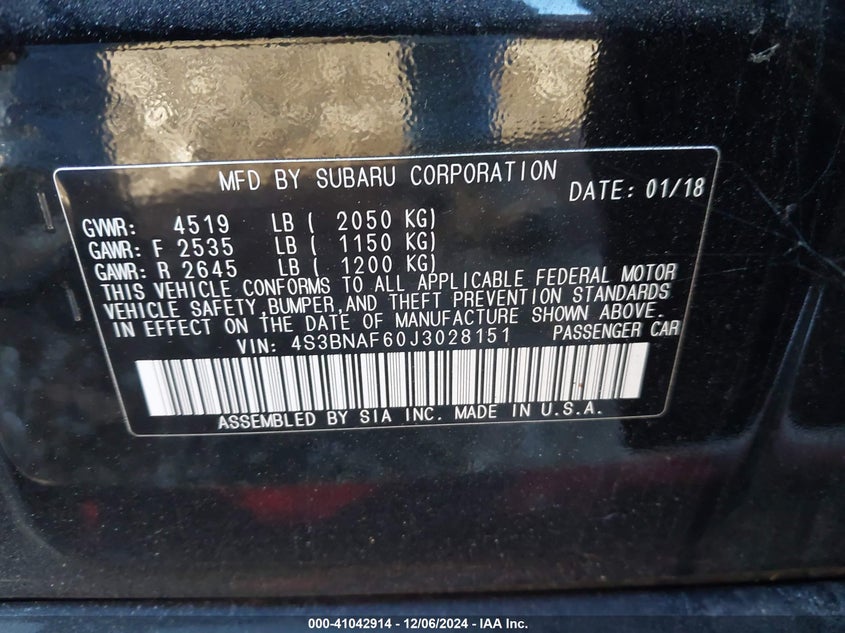 MFD BY SUBARU CORPORATION DATE: 01/18
GVWR: 4519 LB ( 2050 KG)
GAWR: F 2535 LB ( 1150 KG)
GAWR: R 2645 LB ( 1200 KG)
THIS VEHICLE CONFORMS TO ALL APPLICABLE FEDERAL MOTOR
VEHICLE SAFETY,BUMPER,AND THEFT PREVENTION STANDARDS
IN EFFECT ON THE DATE OF MANUFACTURE SHOWN ABOVE.
VIN: 4S3BNAF60J3028151 PASSENGER CAR
ASSEMBLED BY SIA INC. MADE IN U.S.A.
000-41042914 - 12/06/2024 - IAA Inc.